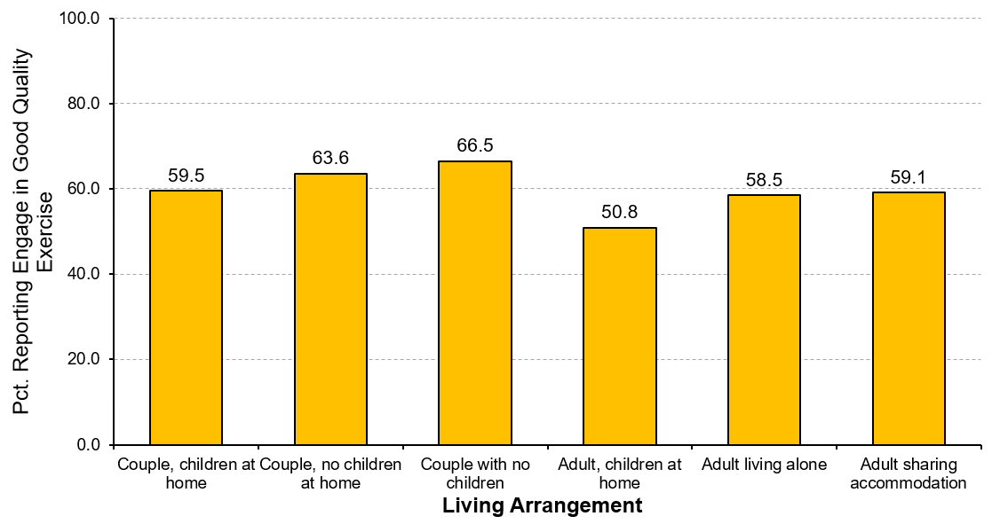 Pct. Reporting Engage in Good Quality
Exercise
100.0
80.0
60.0
40.0
20.0
0.0
59.5
63.6
66.5
50.8
58.5
59.1
Couple, children at
home
Couple, no children
at home
Couple with no
children
Adult, children at
home
Adult living alone
Adult sharing
accommodation
Living Arrangement